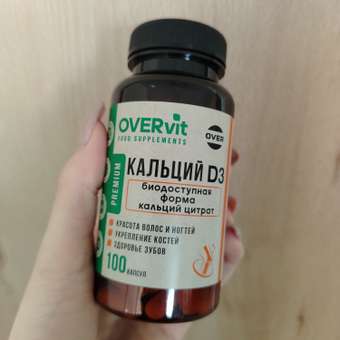 OVERvit
FOOD SUPPLEMENTS
OVER
PREMIUM
КАЛЬЦИЙ D3
биодоступная
форма
кальций цитрат
КРАСОТА ВОЛОС И НОГТЕЙ
УКРЕПЛЕНИЕ КОСТЕЙ
ЗДОРОВЬЕ ЗУБОВ
100 КАПСУЛ